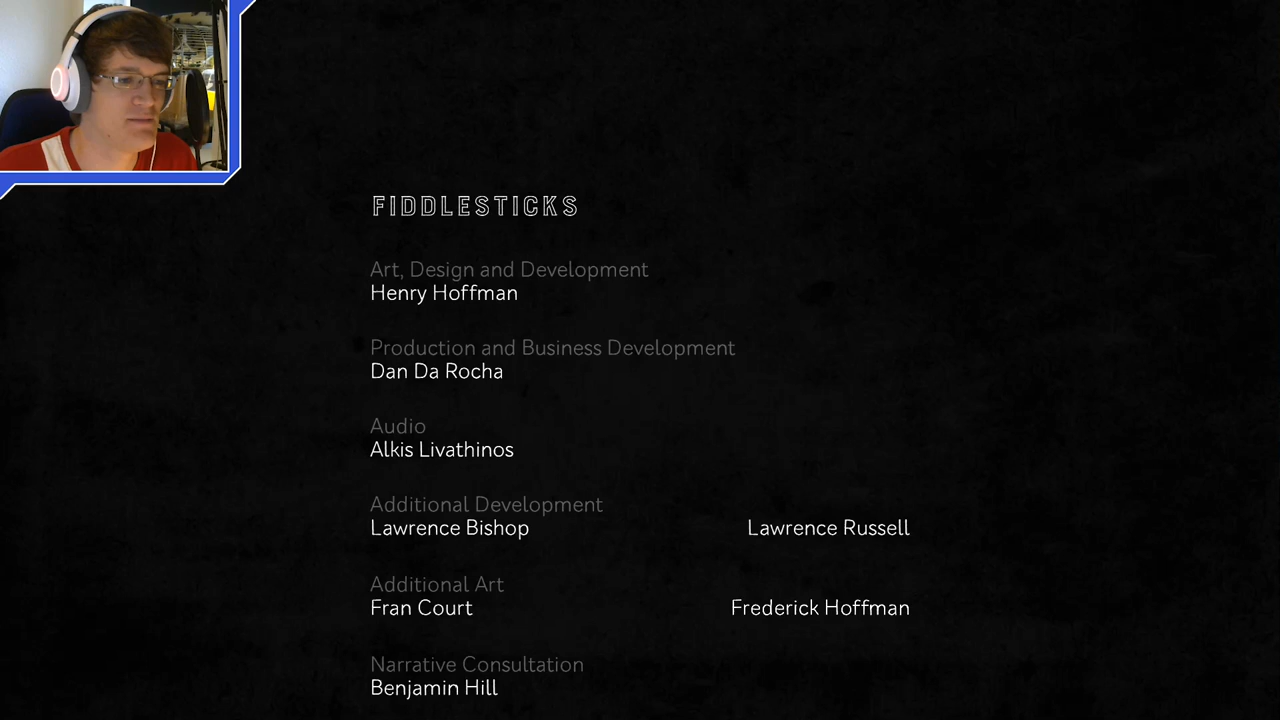 FIDDLESTICKS
Art, Design and Development
Henry Hoffman
Production and Business Development
Dan Da Rocha
Audio
Alkis Livathinos
Additional Development
Lawrence Bishop Lawrence Russell
Additional Art
Fran Court Frederick Hoffman
Narrative Consultation
Benjamin Hill